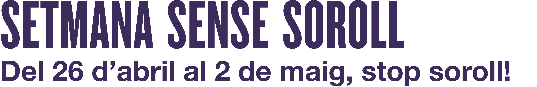 SETMANA SENSE SOROLL
Del 26 d’abril al 2 de maig, stop soroll!